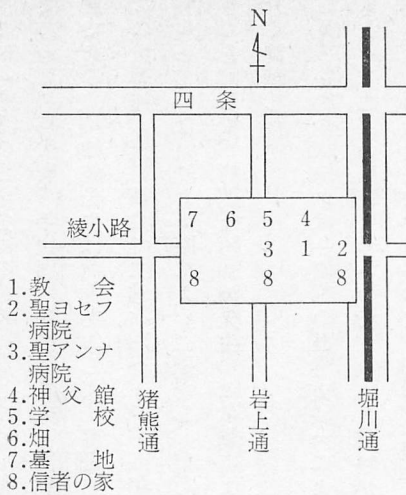 N
四条
7 6 5 4
綾小路
3 1 2
8 8 8
1.教会
2.聖ヨセフ
病院
3.聖アンナ
病院
4.神父館
5.学校
6.畑
7.墓地
8.信者の家
猪熊通
岩上通
堀川通